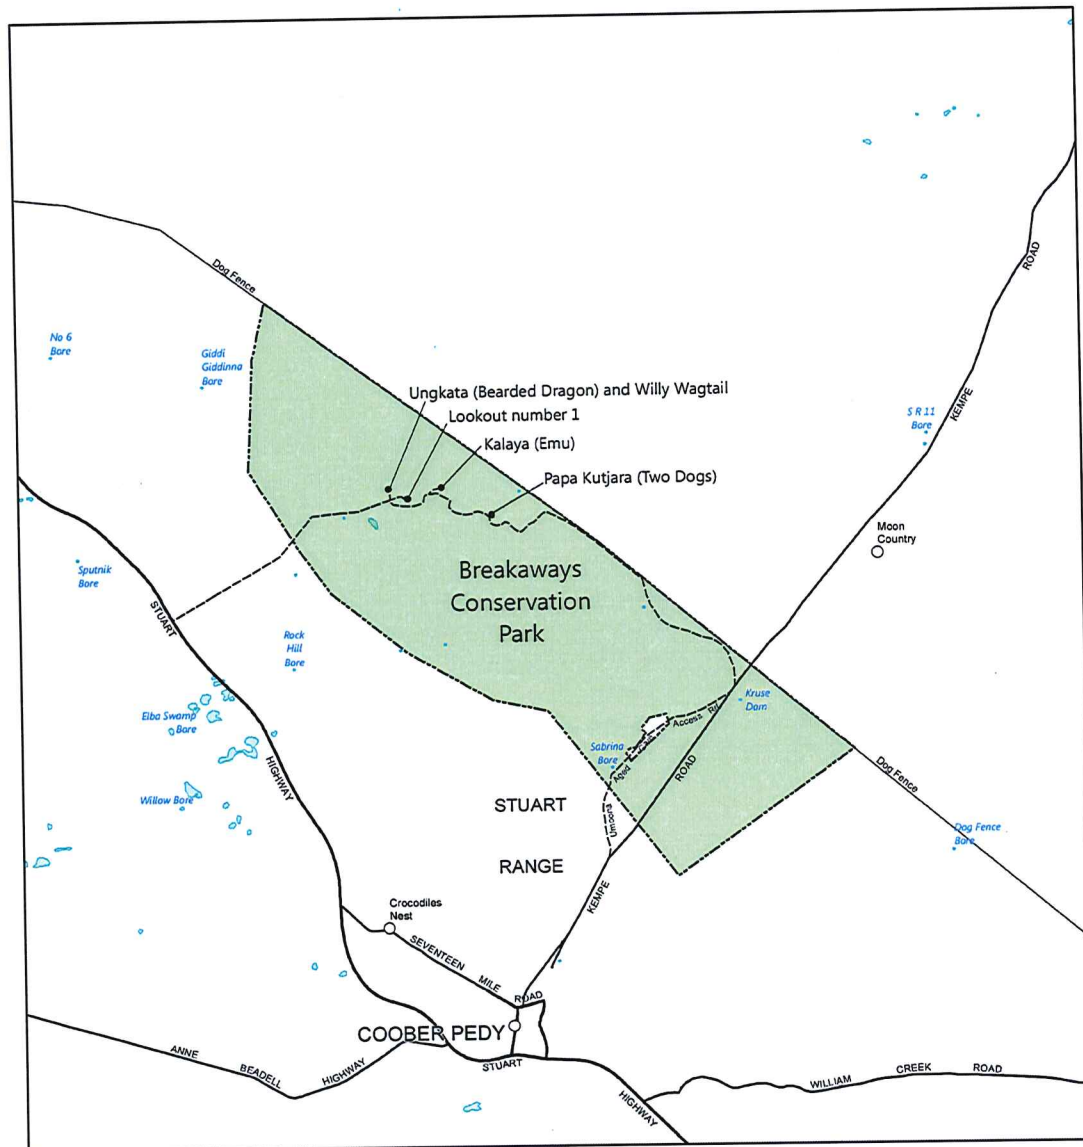 Dog Fence
No 6
Bore
Giddi
Giddinna
Bore
Ungkata (Bearded Dragon) and Willy Wagtail
Lookout number 1
Kalaya (Emu)
Papa Kutjara (Two Dogs)
ROAD
KEMPE
S R 11
Bore
Moon
Country
Sputnik
Bore
STUART
Breakaways
Conservation
Park
Rock
Hill
Bore
Elba Swamp
Bore
Kruse
Dam
Umoona Aged Care Access Rd
Sabrina
Bore
ROAD
HIGHWAY
Willow Bore
STUART
RANGE
Dog Fence
Dog Fence
Bore
KEMPE
Crocodiles
Nest
SEVENTEEN MILE ROAD
COOBER PEDY
ANNE BEADELL HIGHWAY
STUART
HIGHWAY
WILLIAM CREEK ROAD